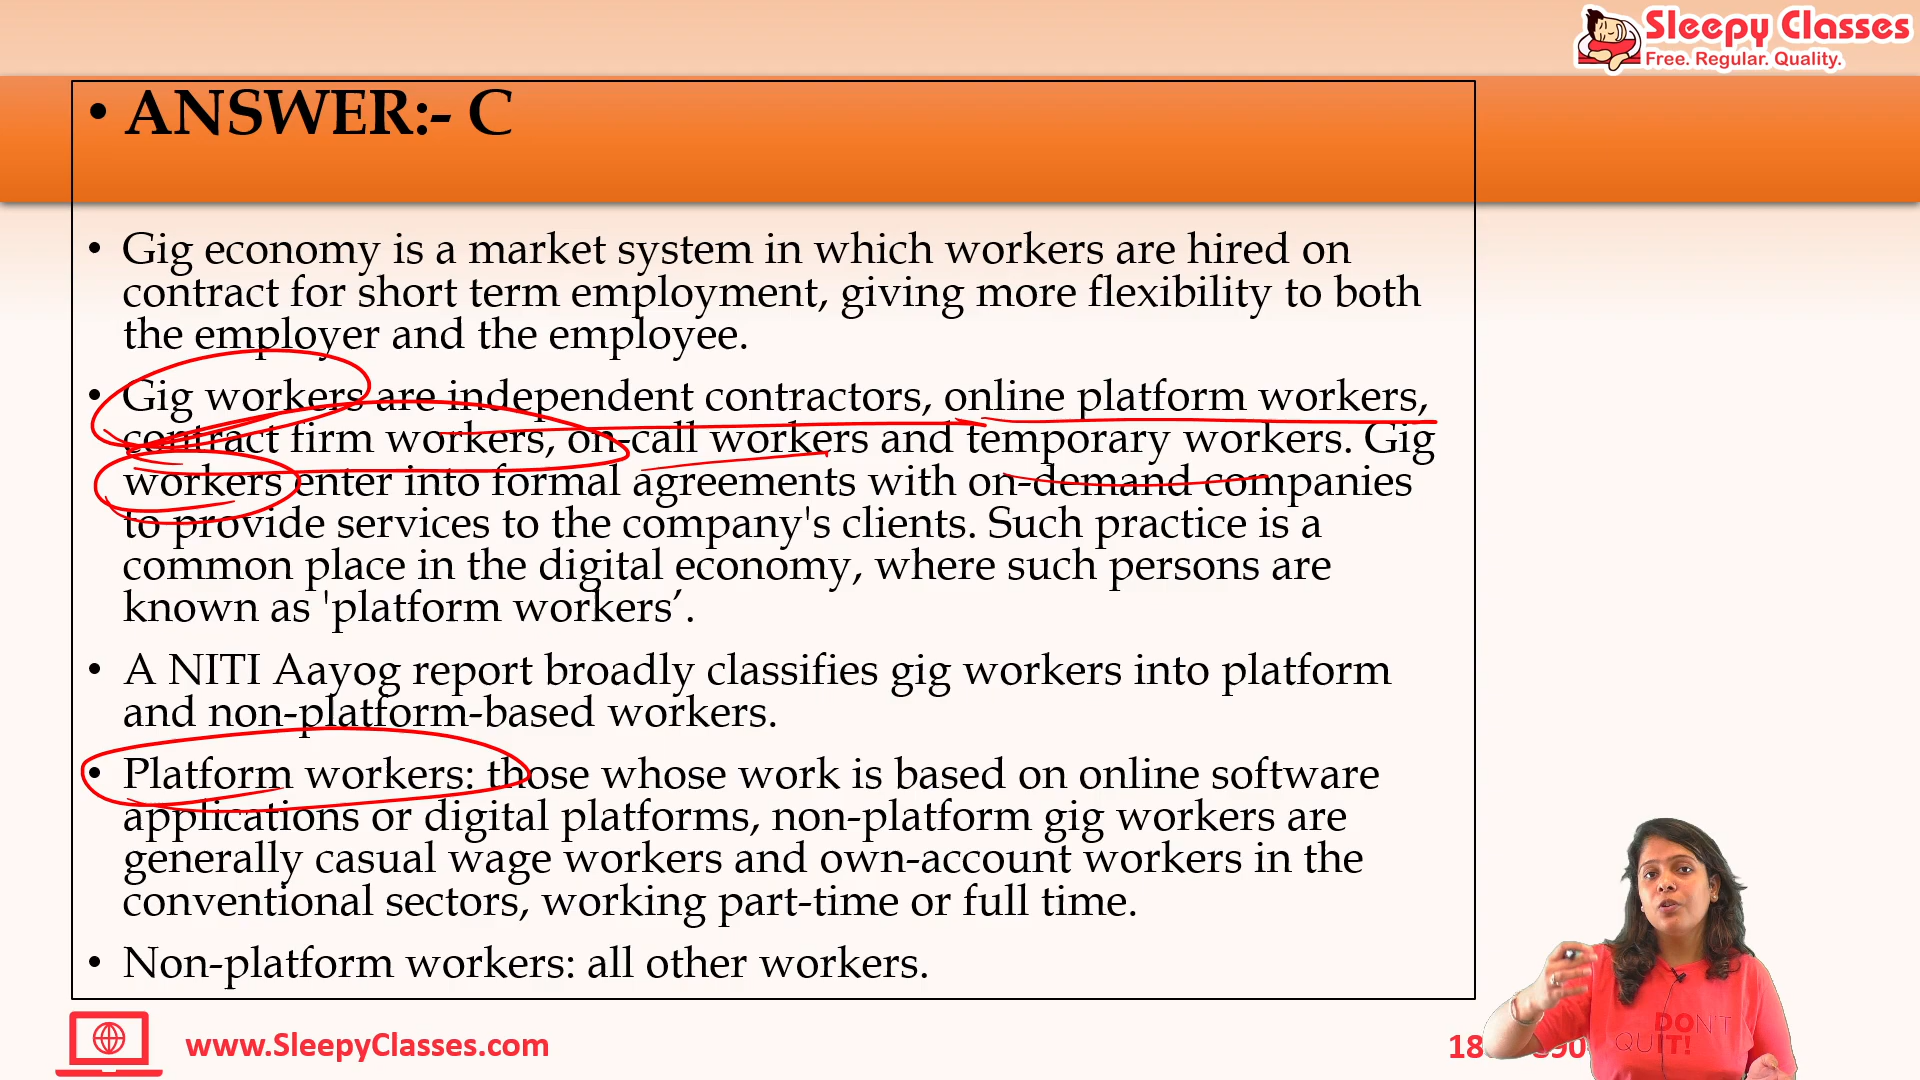 Sleepy Classes
Free. Regular. Quality.
• ANSWER:- C
• Gig economy is a market system in which workers are hired on
contract for short term employment, giving more flexibility to both
the employer and the employee.
• Gig workers are independent contractors, online platform workers,
contract firm workers, on-call workers and temporary workers. Gig
workers enter into formal agreements with on-demand companies
to provide services to the company's clients. Such practice is a
common place in the digital economy, where such persons are
known as 'platform workers’.
• A NITI Aayog report broadly classifies gig workers into platform
and non-platform-based workers.
• Platform workers: those whose work is based on online software
applications or digital platforms, non-platform gig workers are
generally casual wage workers and own-account workers in the
conventional sectors, working part-time or full time.
• Non-platform workers: all other workers.
www.SleepyClasses.com
DON'T
QUIT!